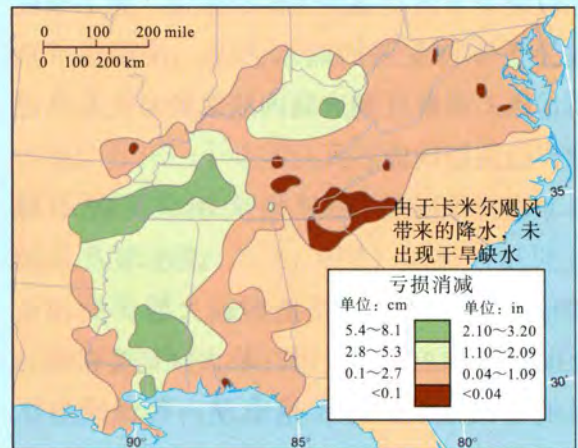 0 100 200 mile
0 100 200 km
35°
由于卡米尔飓风
带来的降水，未
出现干旱缺水
亏损消减
单位：cm 单位：in
5.4～8.1 2.10～3.20
2.8～5.3 1.10～2.09
0.1～2.7 0.04～1.09
<0.1 <0.04
30°
90° 85°